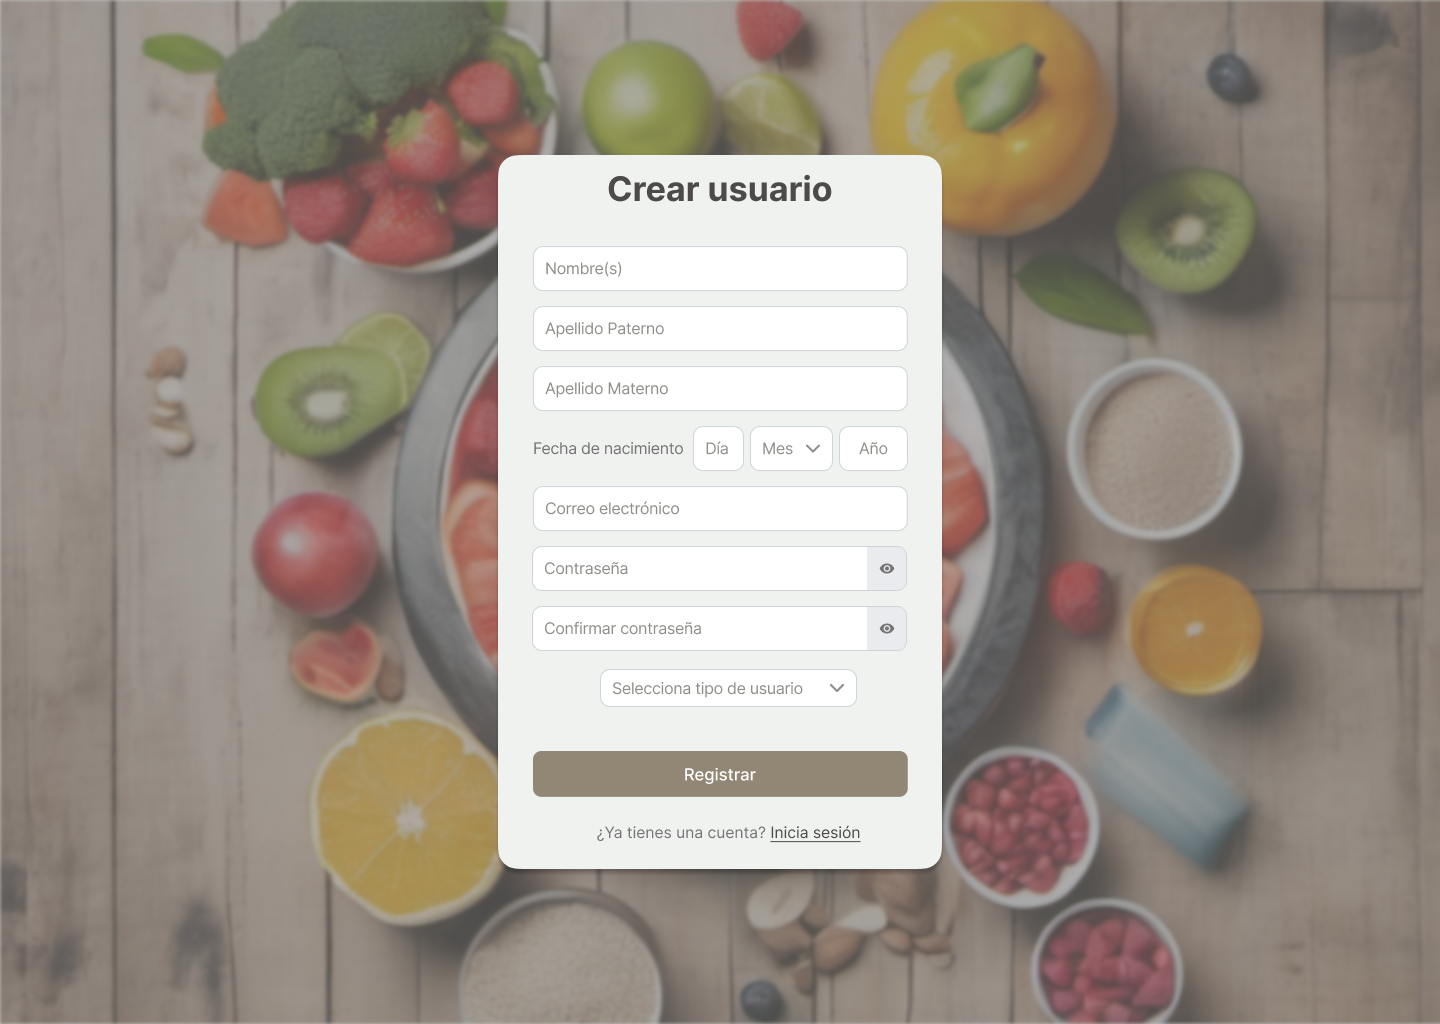 Crear usuario
Nombre(s)
Apellido Paterno
Apellido Materno
Fecha de nacimiento Día Mes Año
Correo electrónico
Contraseña
Confirmar contraseña
Selecciona tipo de usuario
Registrar
¿Ya tienes una cuenta? Inicia sesión